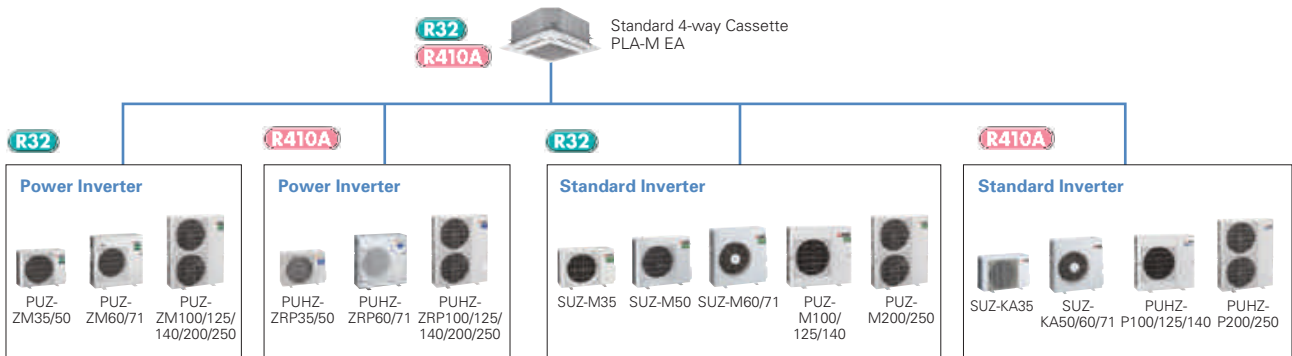 R32
R410A
Standard 4-way Cassette
PLA-M EA
R32
Power Inverter
PUZ-
ZM35/50
PUZ-
ZM60/71
PUZ-
ZM100/125/
140/200/250
R410A
Power Inverter
PUHZ-
ZRP35/50
PUHZ-
ZRP60/71
PUHZ-
ZRP100/125/
140/200/250
R32
Standard Inverter
SUZ-M35
SUZ-M50
SUZ-M60/71
PUZ-
M100/
125/140
PUZ-
M200/250
R410A
Standard Inverter
SUZ-KA35
SUZ-
KA50/60/71
PUHZ-
P100/125/140
PUHZ-
P200/250